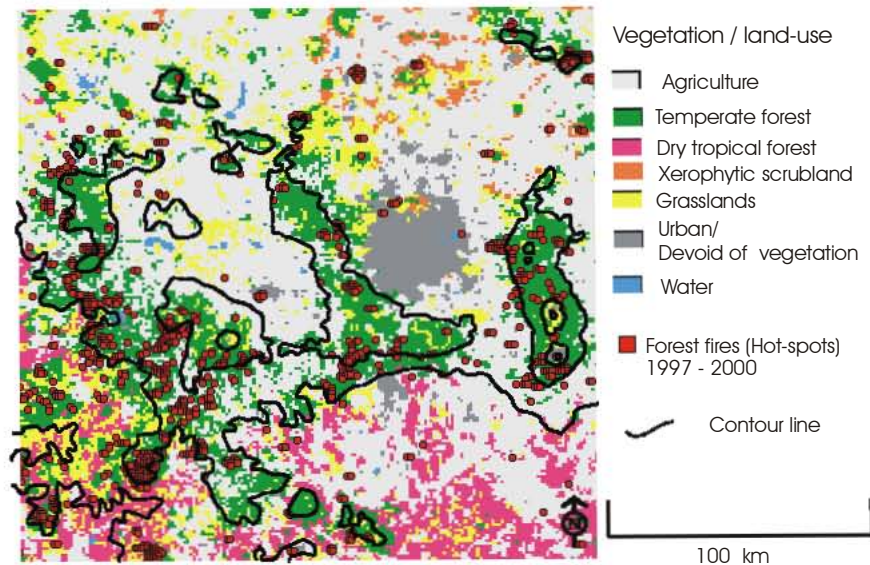 Vegetation / land-use
Agriculture
Temperate forest
Dry tropical forest
Xerophytic scrubland
Grasslands
Urban/
Devoid of vegetation
Water
Forest fires (Hot-spots)
1997 - 2000
Contour line
N
100 km